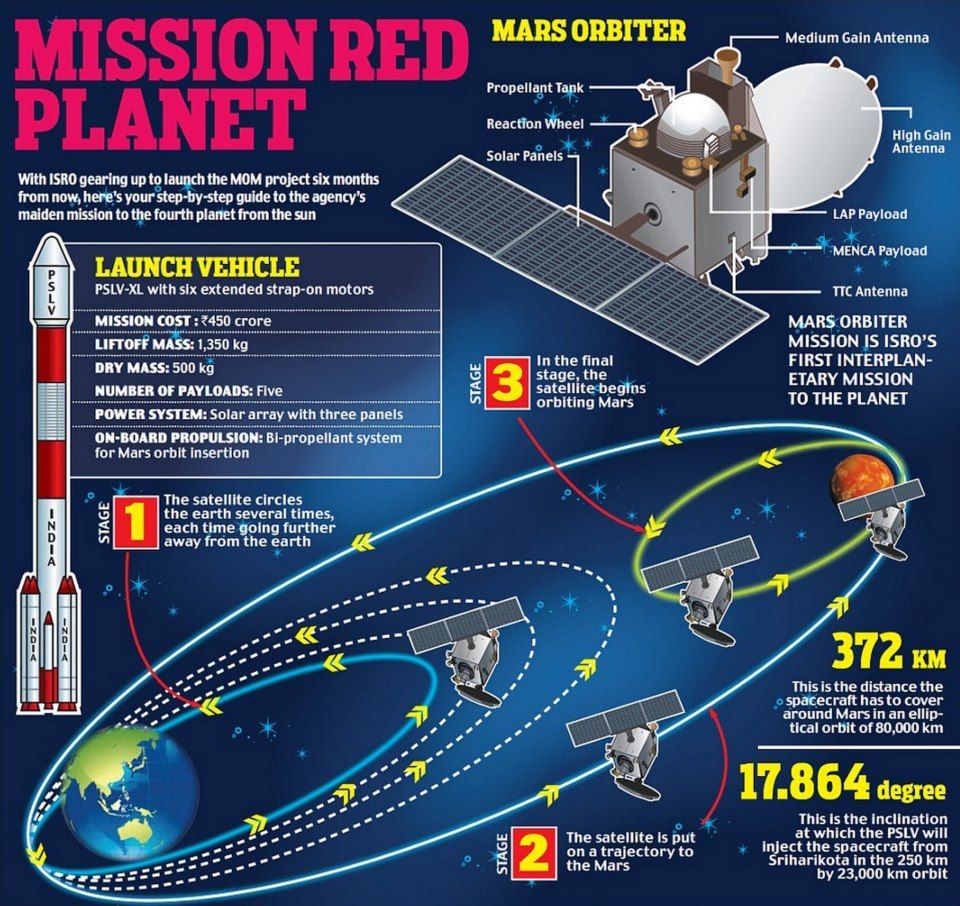 MISSION RED
PLANET
With ISRO gearing up to launch the MOM project six months
from now, here's your step-by-step guide to the agency's
maiden mission to the fourth planet from the sun
MARS ORBITER
Medium Gain Antenna
Propellant Tank
Reaction Wheel
Solar Panels
High Gain
Antenna
LAP Payload
MENCA Payload
TTC Antenna
MARS ORBITER
MISSION IS ISRO'S
FIRST INTERPLAN-
ETARY MISSION
TO THE PLANET
PSLV
INDIA
INDIA
INDIA
LAUNCH VEHICLE
PSLV-XL with six extended strap-on motors
MISSION COST : ₹450 crore
LIFTOFF MASS: 1,350 kg
DRY MASS: 500 kg
NUMBER OF PAYLOADS: Five
POWER SYSTEM: Solar array with three panels
ON-BOARD PROPULSION: Bi-propellant system
for Mars orbit insertion
STAGE 1
The satellite circles
the earth several times,
each time going further
away from the earth
STAGE 3
In the final
stage, the
satellite begins
orbiting Mars
STAGE 2
The satellite is put
on a trajectory to
the Mars
372 KM
This is the distance the
spacecraft has to cover
around Mars in an ellip-
tical orbit of 80,000 km
17.864 degree
This is the inclination
at which the PSLV will
inject the spacecraft from
Sriharikota in the 250 km
by 23,000 km orbit